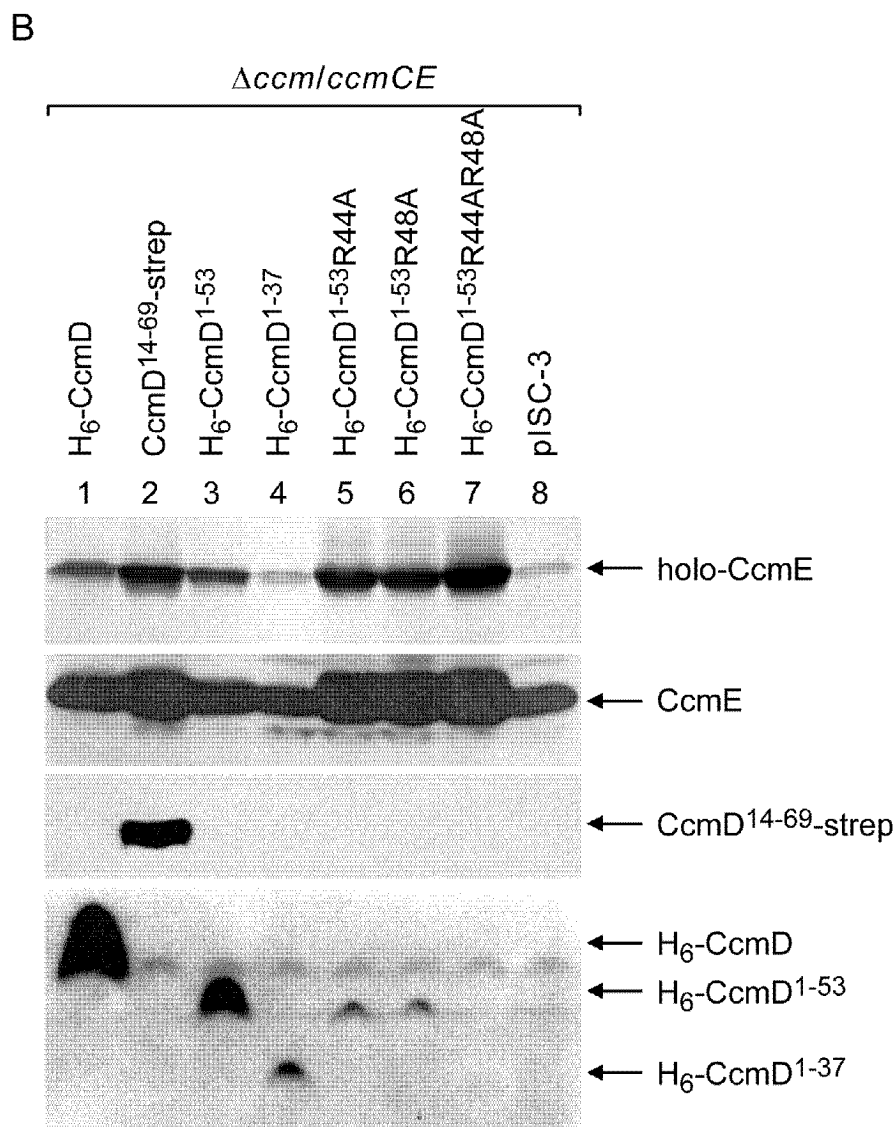 B
Δccm/ccmCE
H₆-CcmD
CcmD¹⁴⁻⁶⁹-strep
H₆-CcmD¹⁻⁵³
H₆-CcmD¹⁻³⁷
H₆-CcmD¹⁻⁵³R44A
H₆-CcmD¹⁻⁵³R48A
H₆-CcmD¹⁻⁵³R44AR48A
pISC-3
1 2 3 4 5 6 7 8
holo-CcmE
CcmE
CcmD¹⁴⁻⁶⁹-strep
H₆-CcmD
H₆-CcmD¹⁻⁵³
H₆-CcmD¹⁻³⁷